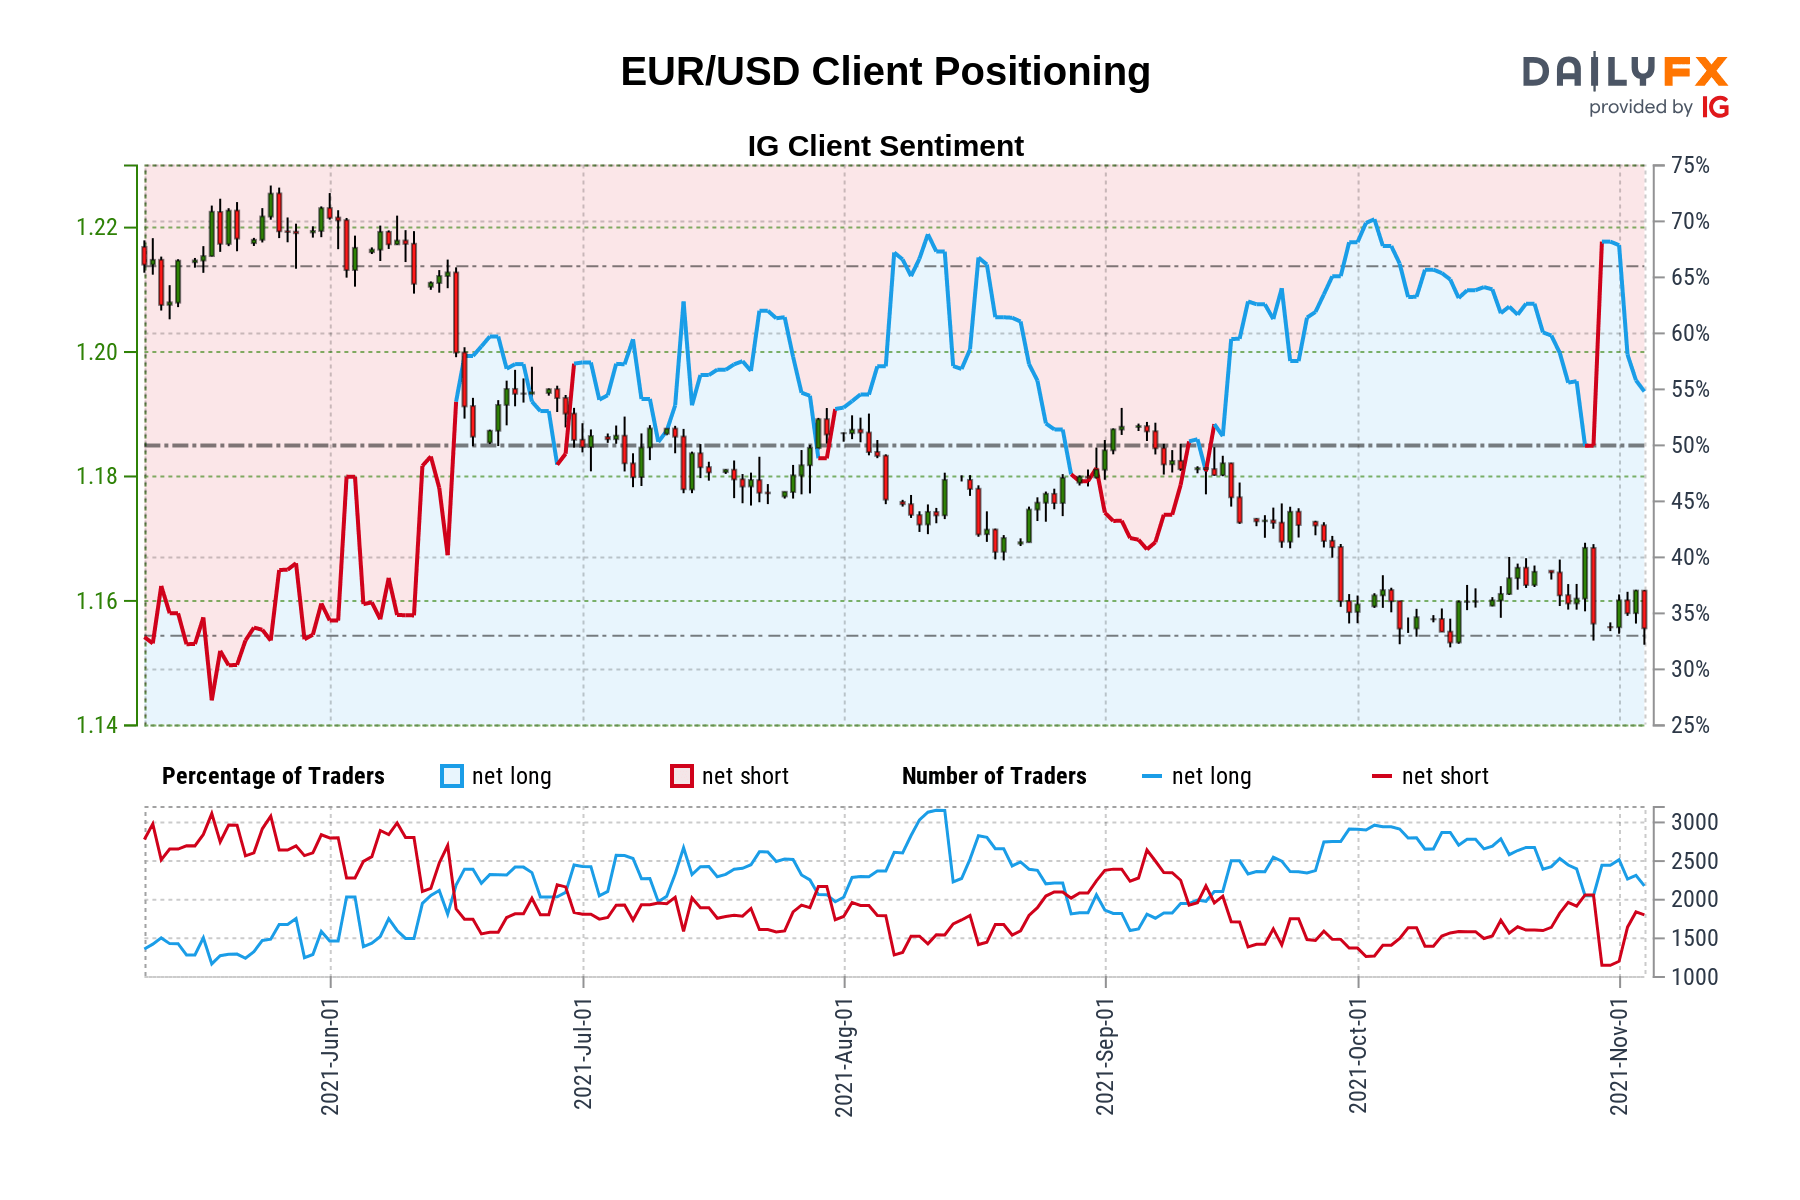 EUR/USD Client Positioning
DAILYFX
provided by IG
IG Client Sentiment
75%
1.22
70%
65%
60%
1.20
55%
50%
1.18
45%
40%
1.16
35%
30%
1.14
25%
Percentage of Traders net long net short Number of Traders net long net short
3000
2500
2000
1500
1000
2021-Jun-01
2021-Jul-01
2021-Aug-01
2021-Sep-01
2021-Oct-01
2021-Nov-01